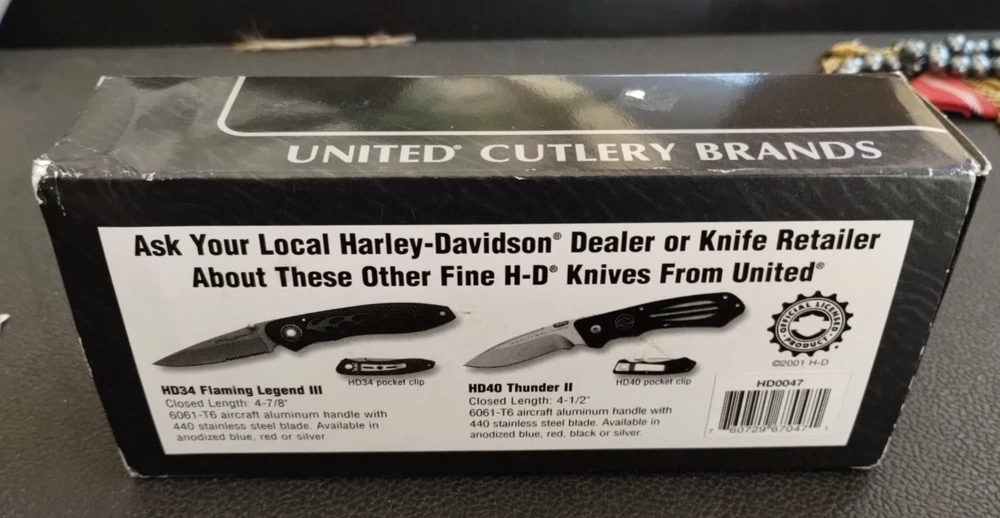 UNITED® CUTLERY BRANDS
Ask Your Local Harley-Davidson® Dealer or Knife Retailer
About These Other Fine H-D® Knives From United®
HD34 pocket clip
HD34 Flaming Legend III
Closed Length: 4-7/8"
6061-T6 aircraft aluminum handle with
440 stainless steel blade. Available in
anodized blue, red or silver.
HD40 pocket clip
HD40 Thunder II
Closed Length: 4-1/2"
6061-T6 aircraft aluminum handle with
440 stainless steel blade. Available in
anodized blue, red, black or silver.
OFFICIAL LICENSED
PRODUCT
©2001 H-D
HD0047
7 60729 67047 1